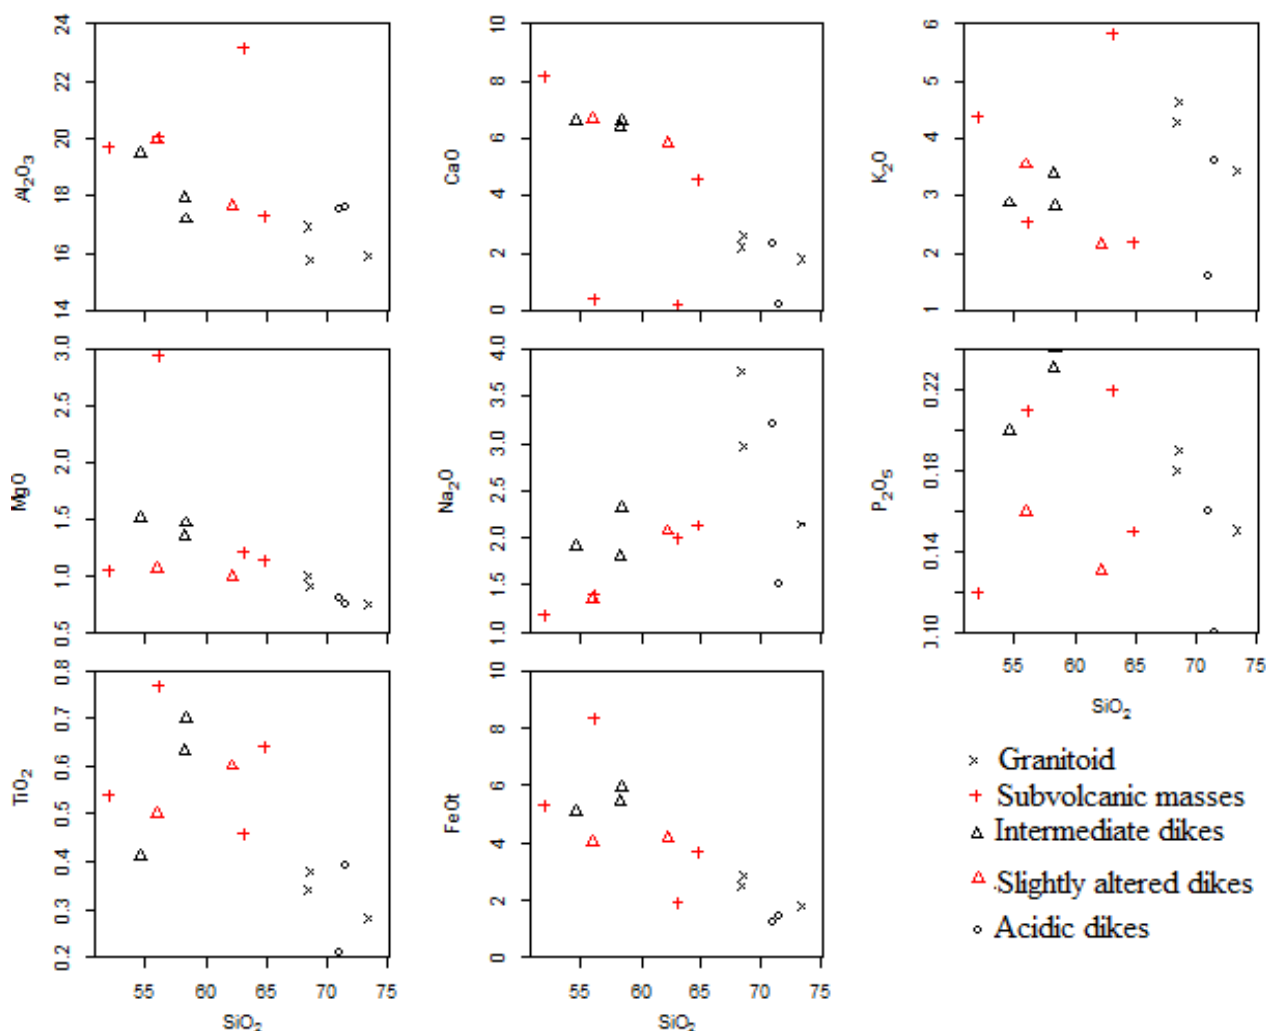 24
22
20
18
16
14
Al₂O₃
10
8
6
4
2
0
CaO
6
5
4
3
2
1
K₂O
3.0
2.5
2.0
1.5
1.0
0.5
MgO
4.0
3.5
3.0
2.5
2.0
1.5
1.0
Na₂O
0.22
0.18
0.14
0.10
P₂O₅
55 60 65 70 75
SiO₂
0.8
0.7
0.6
0.5
0.4
0.3
0.2
TiO₂
55 60 65 70 75
SiO₂
10
8
6
4
2
0
FeOt
55 60 65 70 75
SiO₂
Granitoid
Subvolcanic masses
Intermediate dikes
Slightly altered dikes
Acidic dikes